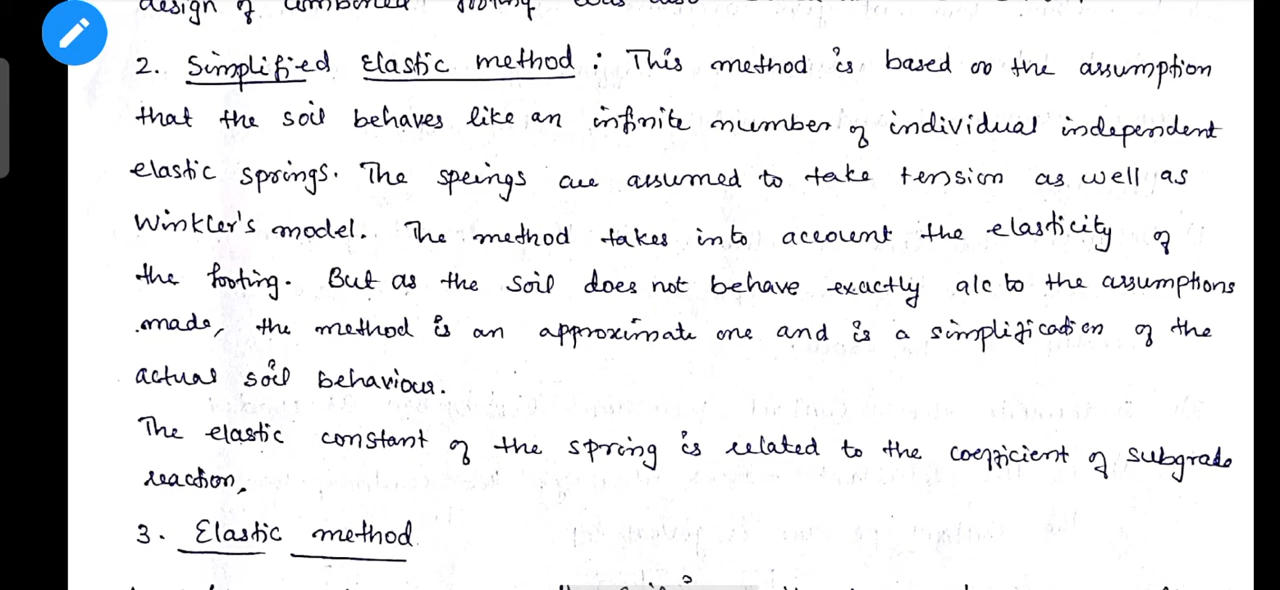 design of combined footing
2. Simplified Elastic method : This method is based on the assumption
that the soil behaves like an infinite number of individual independent
elastic springs. The springs are assumed to take tension as well as
Winkler's model. The method takes into account the elasticity of
the footing. But as the soil does not behave exactly a/c to the assumptions
made, the method is an approximate one and is a simplification of the
actual soil behaviour.
The elastic constant of the spring is related to the coefficient of subgrade
reaction.
3. Elastic method